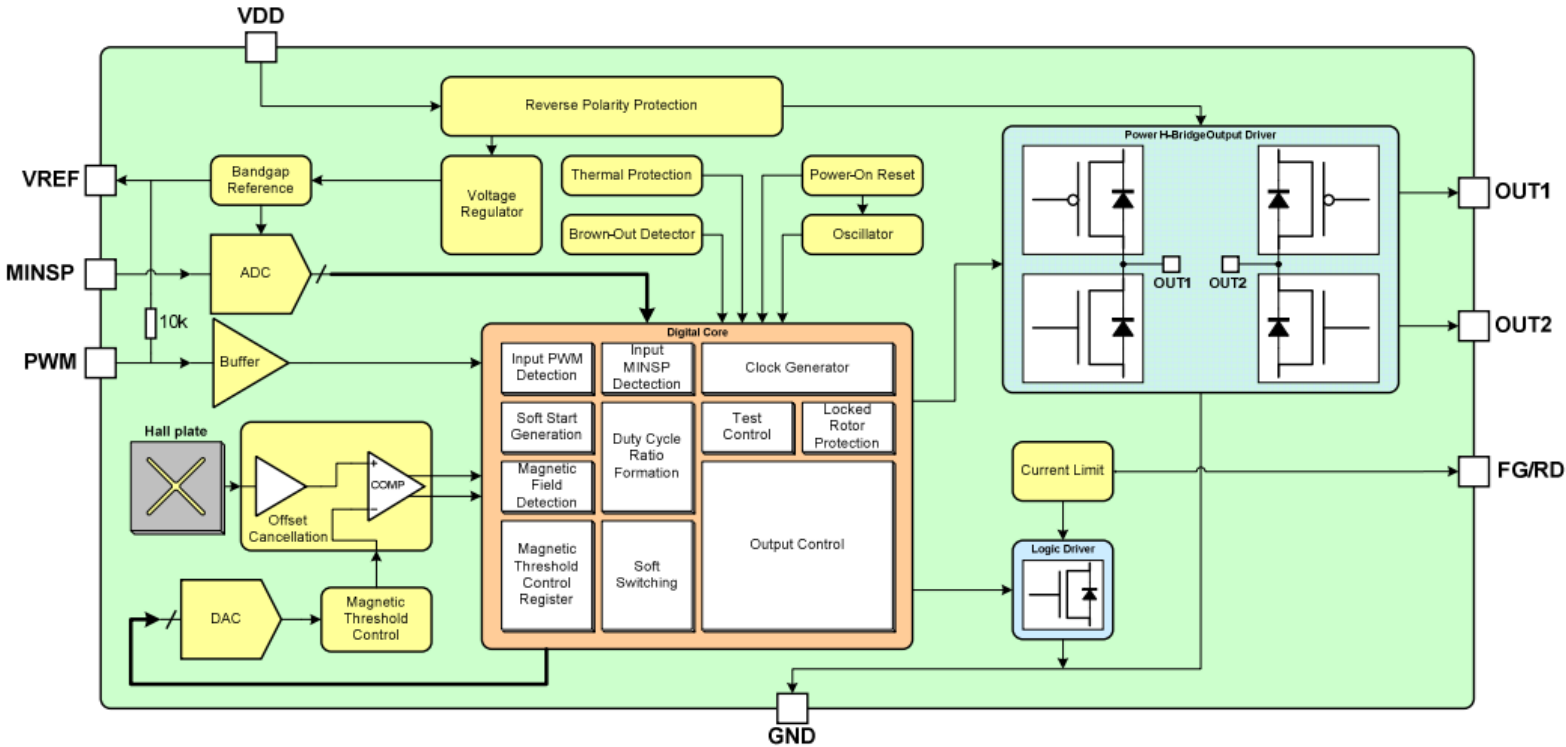 VDD
Reverse Polarity Protection
Power H-BridgeOutput Driver
VREF
Bandgap
Reference
Voltage
Regulator
Thermal Protection
Power-On Reset
OUT1
Brown-Out Detector
Oscillator
MINSP
ADC
OUT1
OUT2
10k
OUT2
PWM
Buffer
Digital Core
Input PWM
Detection
Input
MINSP
Dectection
Clock Generator
Soft Start
Generation
Duty Cycle
Ratio
Formation
Test
Control
Locked
Rotor
Protection
Hall plate
+
COMP
−
Offset
Cancellation
Magnetic
Field
Detection
Current Limit
FG/RD
Magnetic
Threshold
Control
Register
Soft
Switching
Output Control
Logic Driver
DAC
Magnetic
Threshold
Control
GND